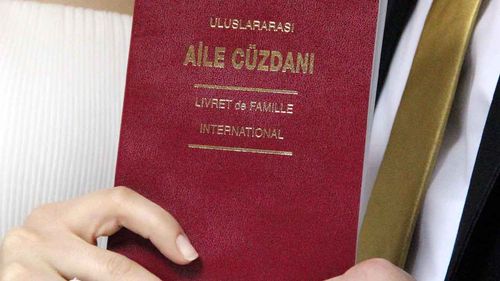 ULUSLARARASI
AİLE CÜZDANI
LIVRET de FAMILLE
INTERNATIONAL